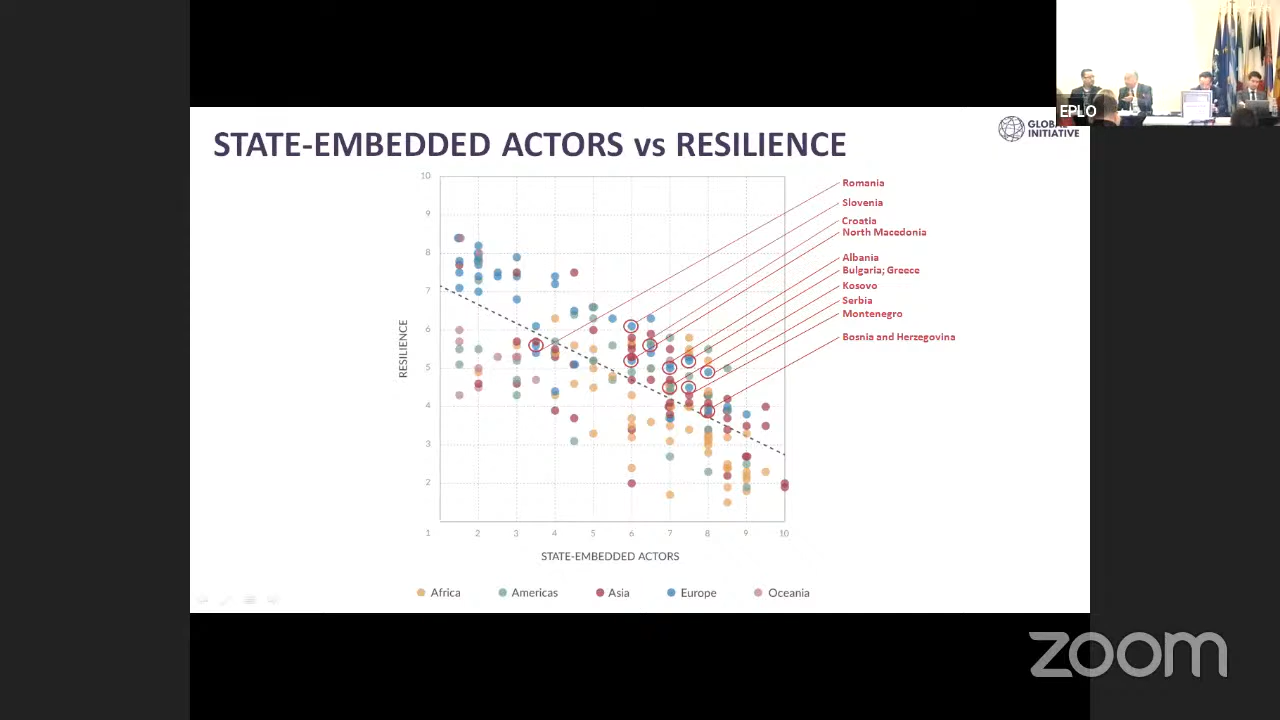 EPLO
GLOBAL
INITIATIVE
STATE-EMBEDDED ACTORS vs RESILIENCE
10
9
8
7
6
5
4
3
2
1
RESILIENCE
2
3
4
5
6
7
8
9
10
STATE-EMBEDDED ACTORS
Romania
Slovenia
Croatia
North Macedonia
Albania
Bulgaria; Greece
Kosovo
Serbia
Montenegro
Bosnia and Herzegovina
Africa
Americas
Asia
Europe
Oceania
zoom